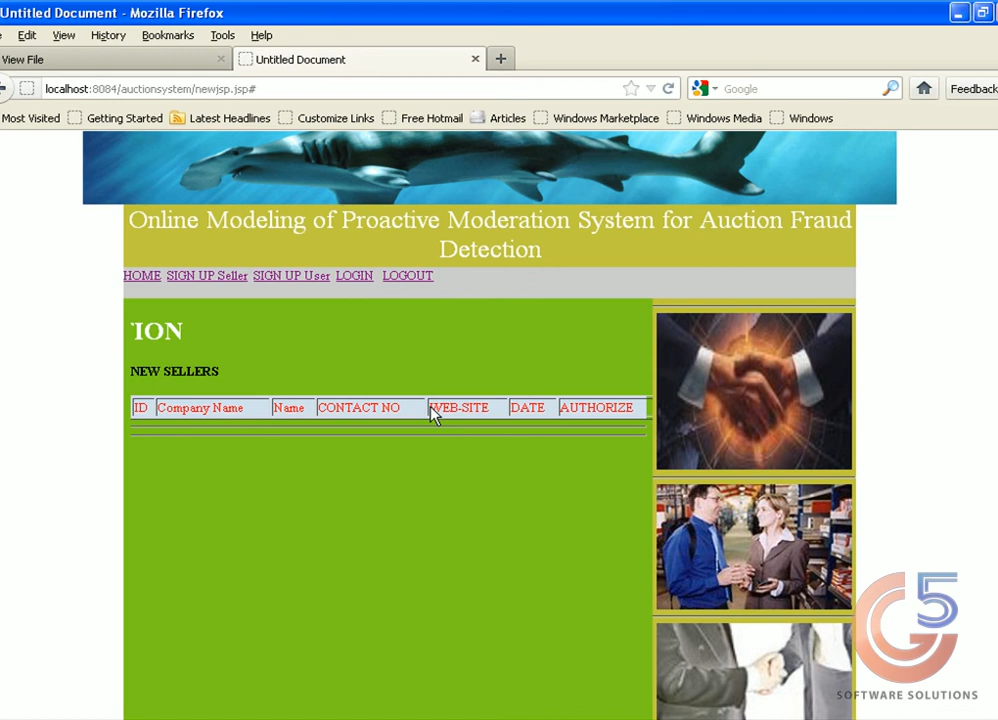 Untitled Document - Mozilla Firefox
Edit View History Bookmarks Tools Help
View File
Untitled Document
localhost:8084/auctionsystem/newjsp.jsp#
Google
Feedback
Most Visited Getting Started Latest Headlines Customize Links Free Hotmail Articles Windows Marketplace Windows Media Windows
Online Modeling of Proactive Moderation System for Auction Fraud
Detection
HOME SIGN UP Seller SIGN UP User LOGIN LOGOUT
TION
NEW SELLERS
ID Company Name Name CONTACT NO WEB-SITE DATE AUTHORIZE
G5
SOFTWARE SOLUTIONS